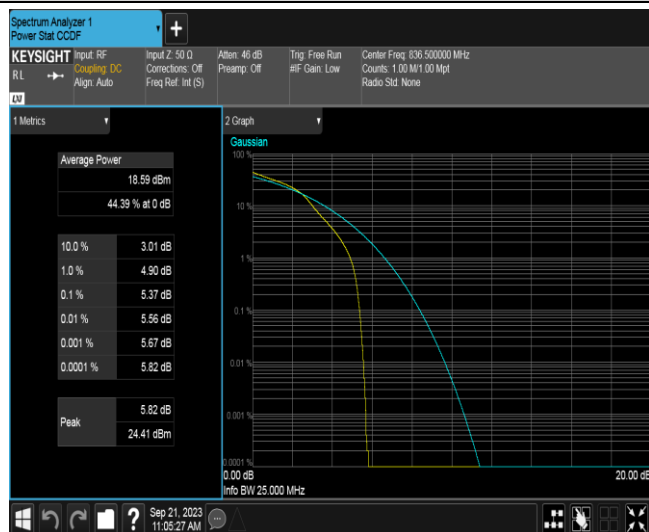 Spectrum Analyzer 1
Power Stat CCDF
+
KEYSIGHT
RL
Input: RF
Coupling: DC
Align: Auto
Input Z: 50 Ω
Corrections: Off
Freq Ref: Int (S)
Atten: 46 dB
Preamp: Off
Trig: Free Run
#IF Gain: Low
Center Freq: 836.500000 MHz
Counts: 1.00 M/1.00 Mpt
Radio Std: None
LXI
1 Metrics
Average Power
18.59 dBm
44.39 % at 0 dB
10.0 % 3.01 dB
1.0 % 4.90 dB
0.1 % 5.37 dB
0.01 % 5.56 dB
0.001 % 5.67 dB
0.0001 % 5.82 dB
Peak
5.82 dB
24.41 dBm
2 Graph
Gaussian
100 %
10 %
1 %
0.1 %
0.01 %
0.001 %
0.0001 %
0.00 dB 20.00 dB
Info BW 25.000 MHz
?
Sep 21, 2023
11:05:27 AM